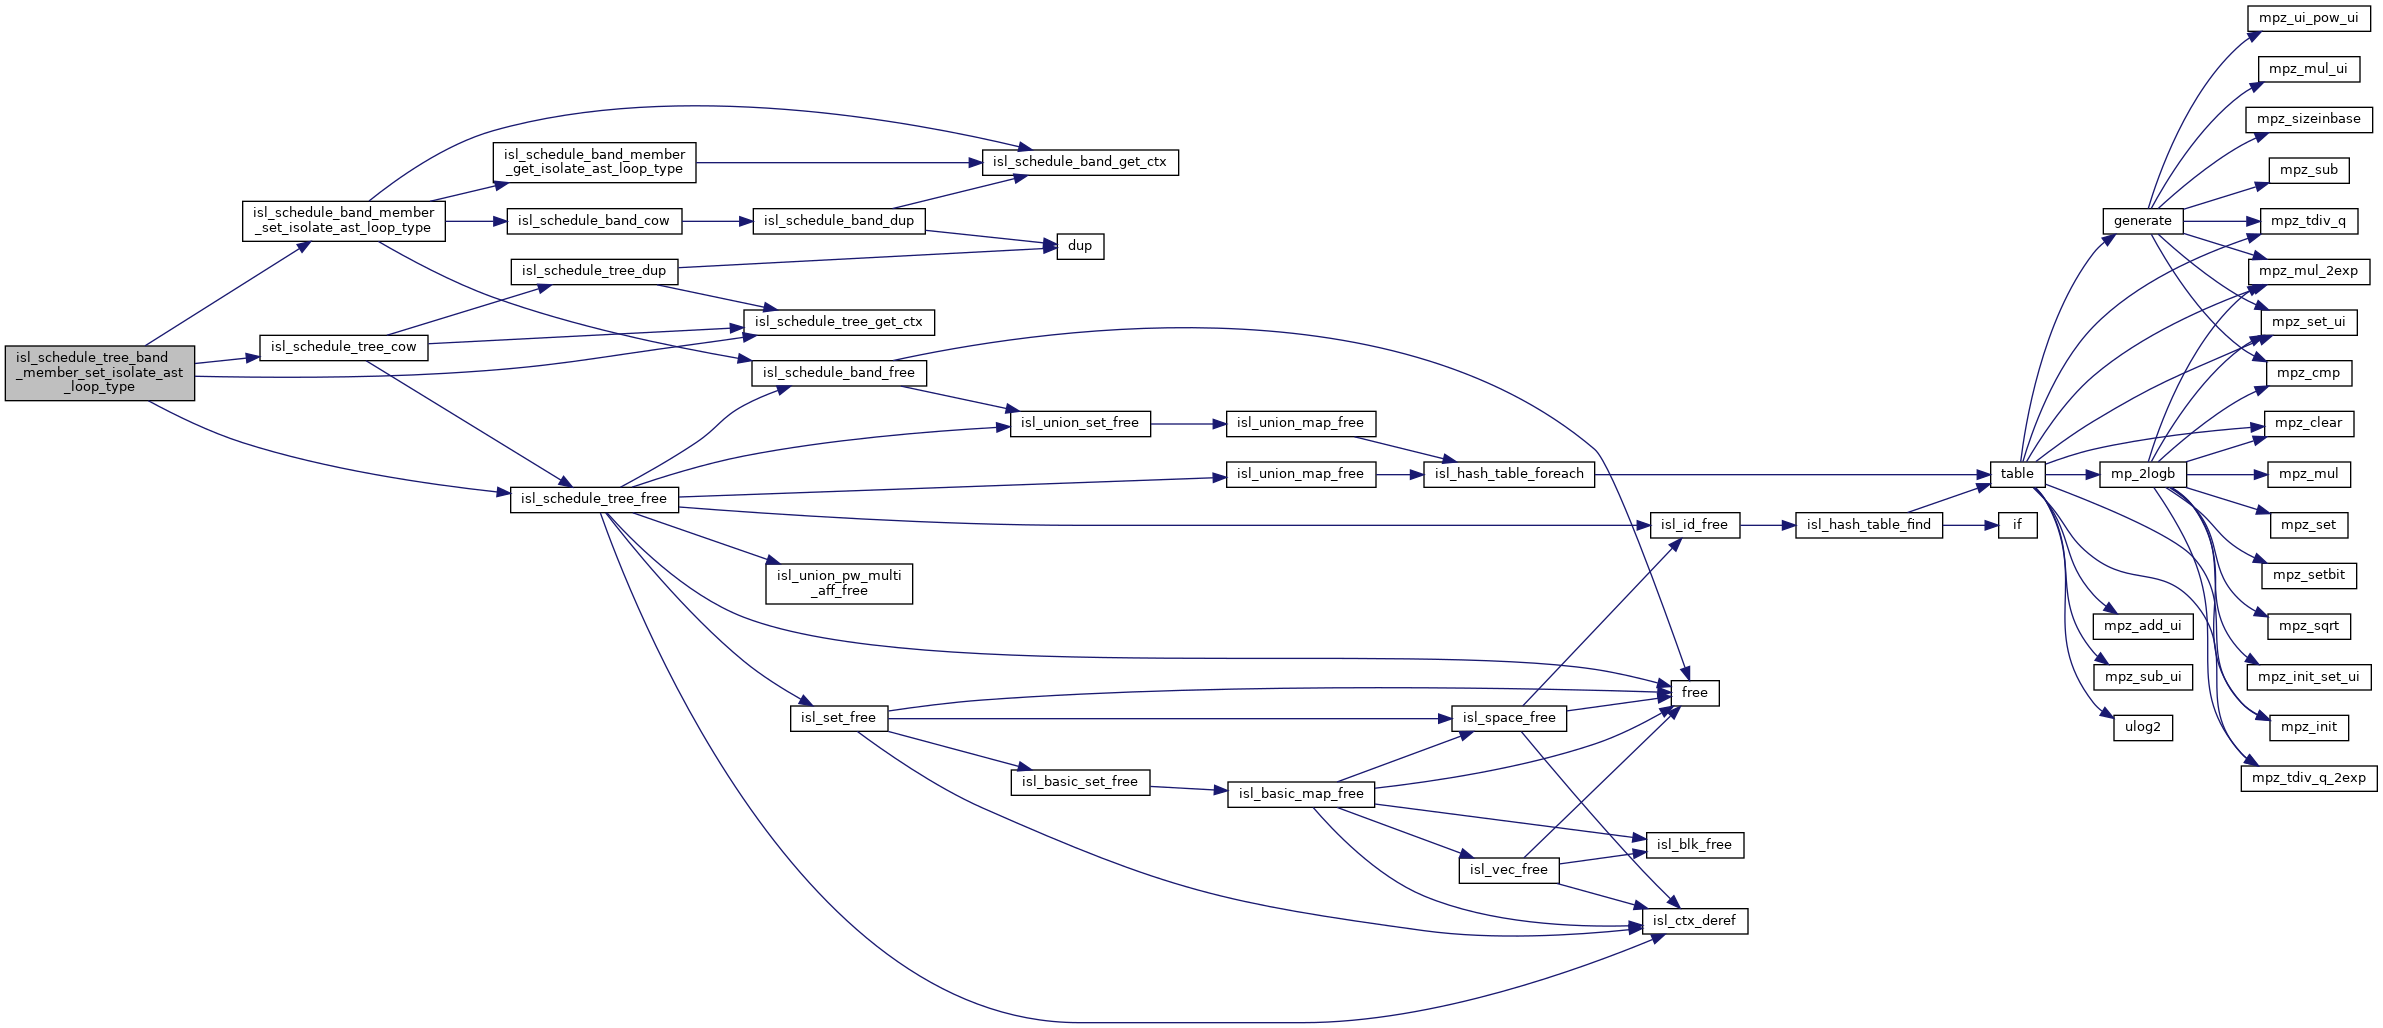 isl_schedule_tree_band
_member_set_isolate_ast
_loop_type
isl_schedule_band_member
_set_isolate_ast_loop_type
isl_schedule_tree_cow
isl_schedule_band_member
_get_isolate_ast_loop_type
isl_schedule_band_cow
isl_schedule_tree_dup
isl_schedule_tree_free
isl_schedule_band_dup
isl_schedule_tree_get_ctx
isl_schedule_band_free
isl_union_pw_multi
_aff_free
isl_set_free
isl_schedule_band_get_ctx
dup
isl_union_set_free
isl_basic_set_free
isl_union_map_free
isl_union_map_free
isl_basic_map_free
isl_hash_table_foreach
isl_space_free
isl_vec_free
isl_id_free
free
isl_blk_free
isl_ctx_deref
isl_hash_table_find
table
if
generate
mp_2logb
mpz_add_ui
mpz_sub_ui
ulog2
mpz_ui_pow_ui
mpz_mul_ui
mpz_sizeinbase
mpz_sub
mpz_tdiv_q
mpz_mul_2exp
mpz_set_ui
mpz_cmp
mpz_clear
mpz_mul
mpz_set
mpz_setbit
mpz_sqrt
mpz_init_set_ui
mpz_init
mpz_tdiv_q_2exp